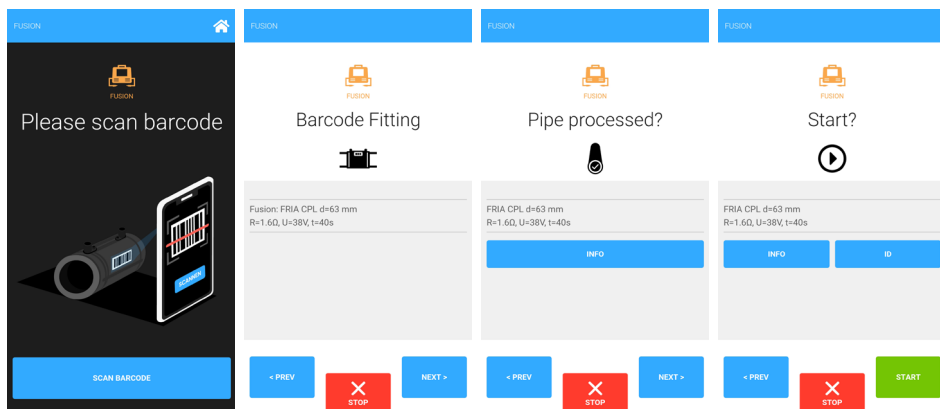 FUSION
FUSION
Please scan barcode
SCANNEN
SCAN BARCODE
FUSION
FUSION
Barcode Fitting
Fusion: FRIA CPL d=63 mm
R=1.6Ω, U=38V, t=40s
< PREV
STOP
NEXT >
FUSION
FUSION
Pipe processed?
FRIA CPL d=63 mm
R=1.6Ω, U=38V, t=40s
INFO
< PREV
STOP
NEXT >
FUSION
FUSION
Start?
FRIA CPL d=63 mm
R=1.6Ω, U=38V, t=40s
INFO
ID
< PREV
STOP
START